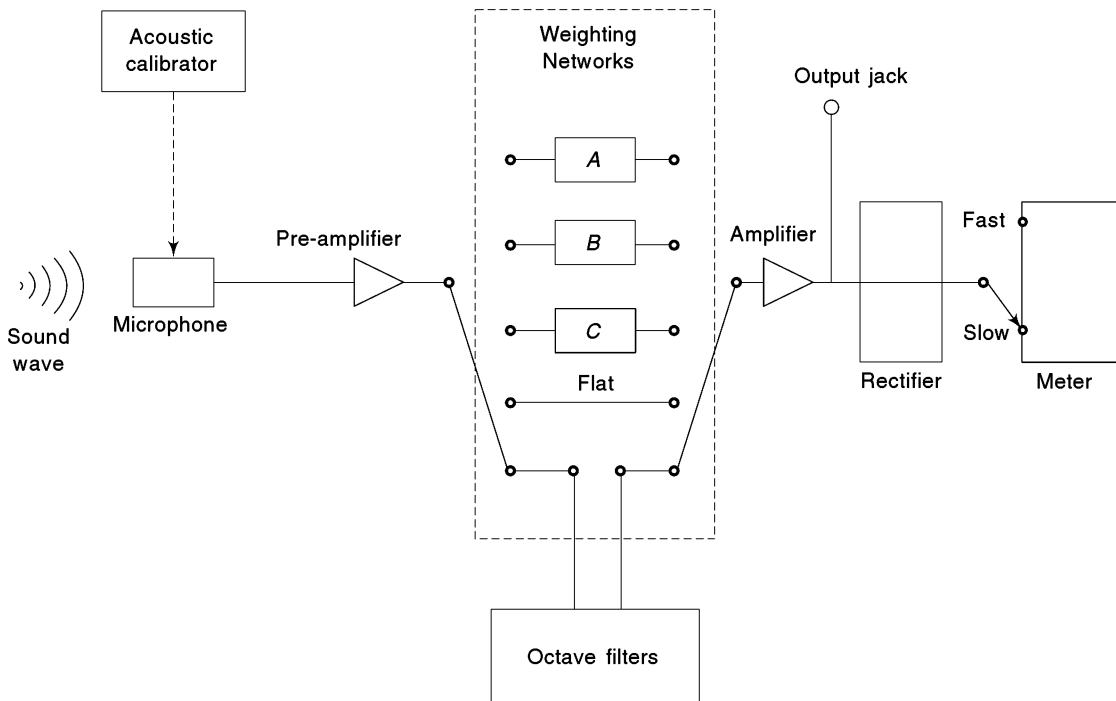 Acoustic
calibrator
Weighting
Networks
Output jack
A
Pre-amplifier
B
Amplifier
Fast
Sound
wave
Microphone
C
Slow
Flat
Rectifier
Meter
Octave filters